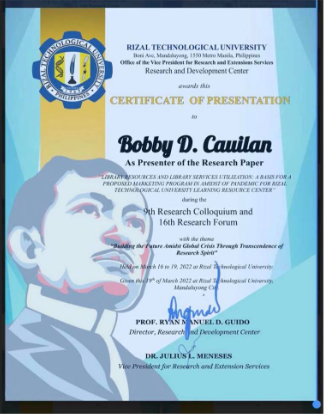 RIZAL TECHNOLOGICAL UNIVERSITY
Boni Ave, Mandaluyong, 1550 Metro Manila, Philippines
Office of the Vice President for Research and Extensions Services
Research and Development Center
awards this
CERTIFICATE OF PRESENTATION
to
Bobby D. Cauilan
As Presenter of the Research Paper
"LIBRARY RESOURCES AND LIBRARY SERVICES UTILIZATION: A BASIS FOR A
PROPOSED MARKETING PROGRAM IN AMIDST OF PANDEMIC FOR RIZAL
TECHNOLOGICAL UNIVERSITY LEARNING RESOURCE CENTER"
during the
9th Research Colloquium and
16th Research Forum
with the theme
"Building the Future Amidst Global Crisis Through Transcendence of
Research Spirit"
Held on March 16 to 19, 2022 at Rizal Technological University.
Given this 19th of March 2022 at Rizal Technological University,
Mandaluyong City.
PROF. RYAN MANUEL D. GUIDO
Director, Research and Development Center
DR. JULIUS L. MENESES
Vice President for Research and Extension Services
RIZAL TECHNOLOGICAL UNIVERSITY
PHILIPPINES